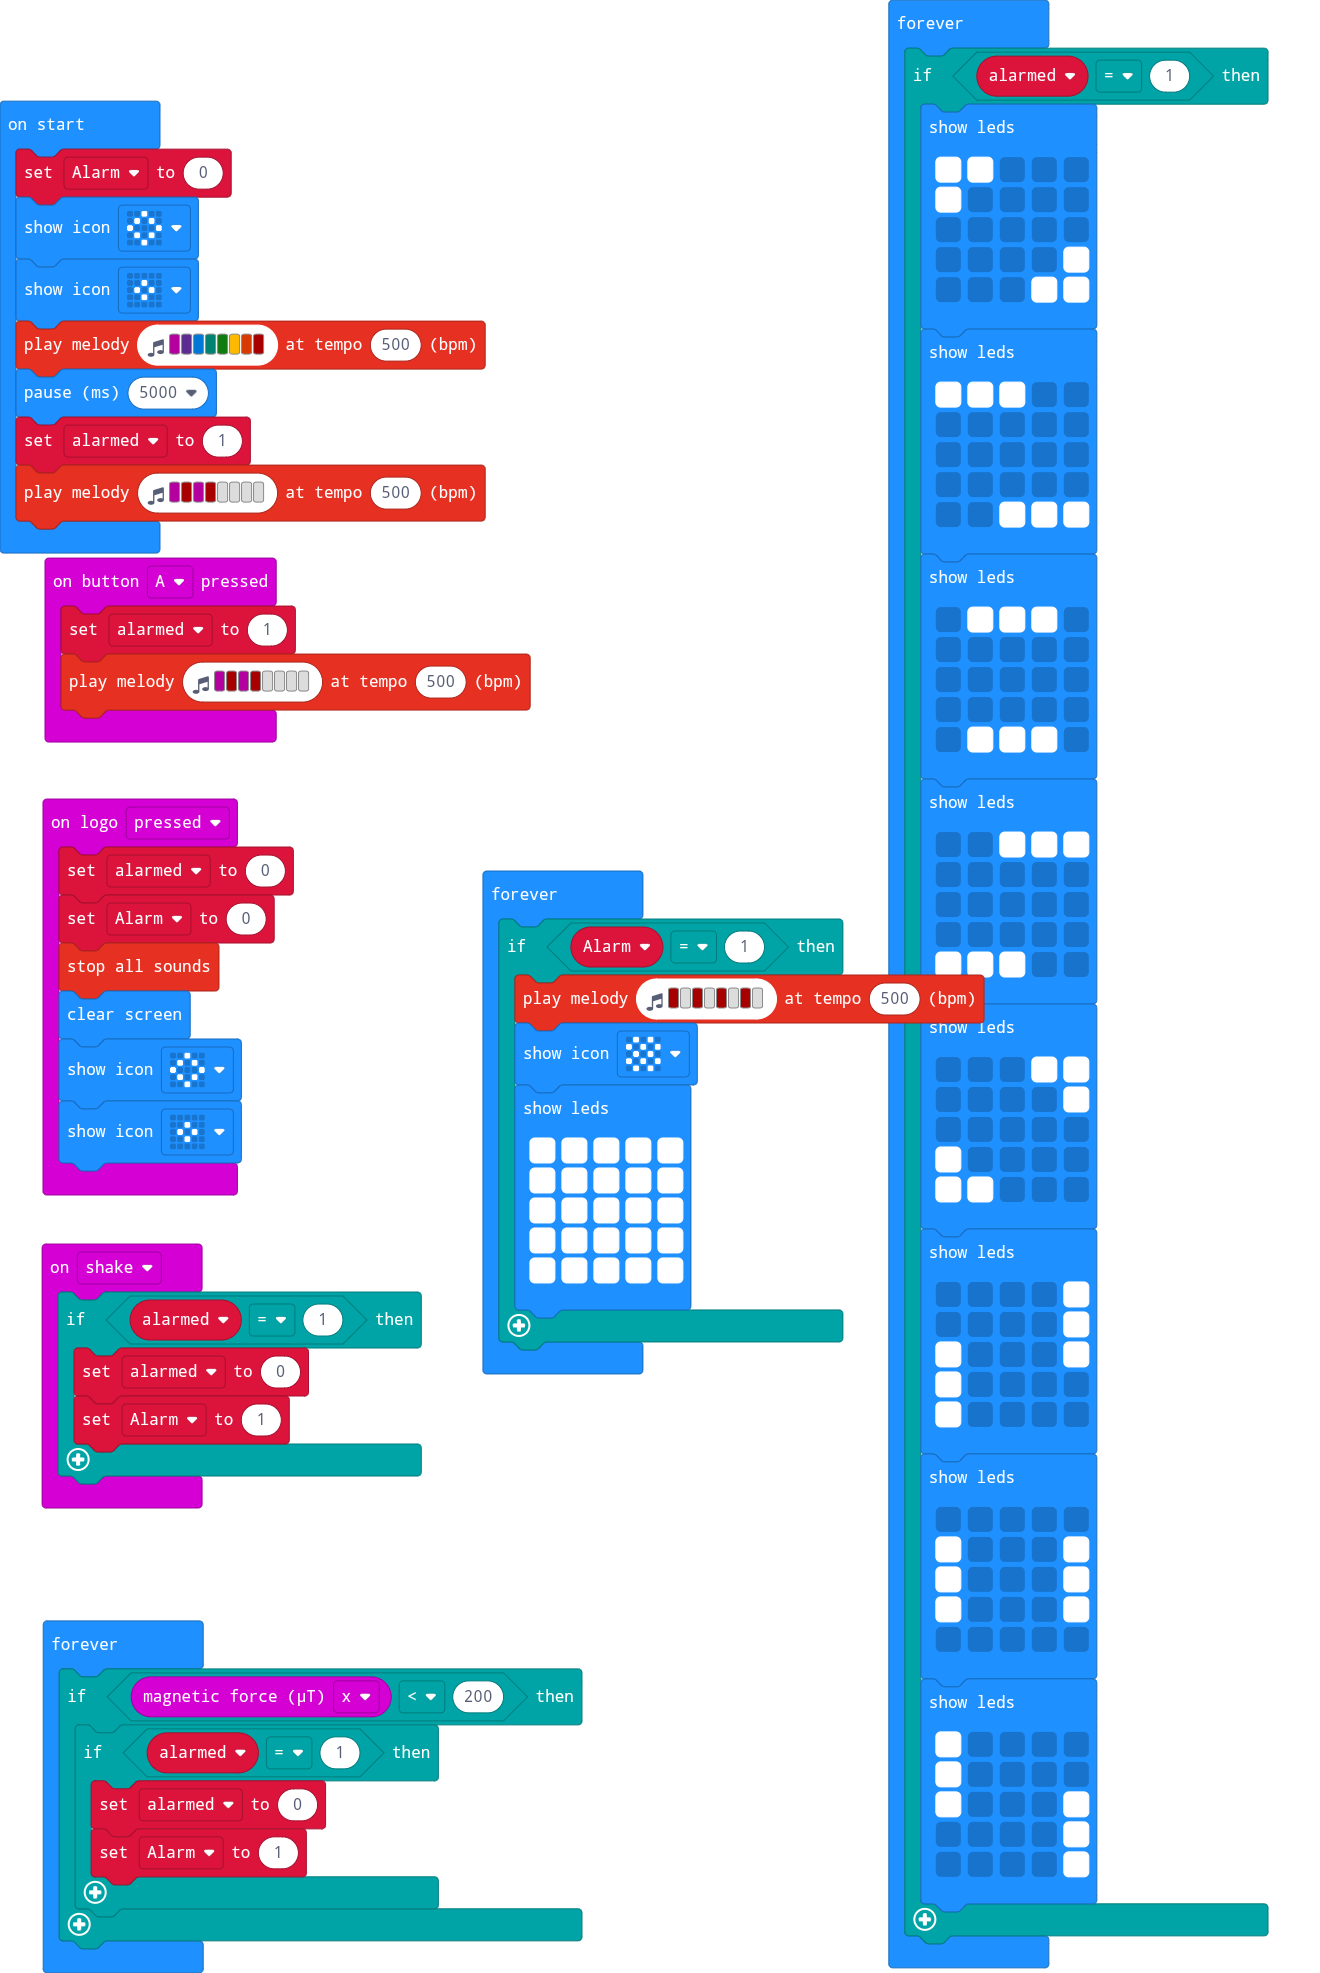 on start
set Alarm to 0
show icon
show icon
play melody at tempo 500 (bpm)
pause (ms) 5000
set alarmed to 1
play melody at tempo 500 (bpm)
on button A pressed
set alarmed to 1
play melody at tempo 500 (bpm)
on logo pressed
set alarmed to 0
set Alarm to 0
stop all sounds
clear screen
show icon
show icon
on shake
if alarmed = 1 then
set alarmed to 0
set Alarm to 1
forever
if magnetic force (µT) x < 200 then
if alarmed = 1 then
set alarmed to 0
set Alarm to 1
forever
if Alarm = 1 then
play melody at tempo 500 (bpm)
show icon
show leds
forever
if alarmed = 1 then
show leds
show leds
show leds
show leds
show leds
show leds
show leds
show leds